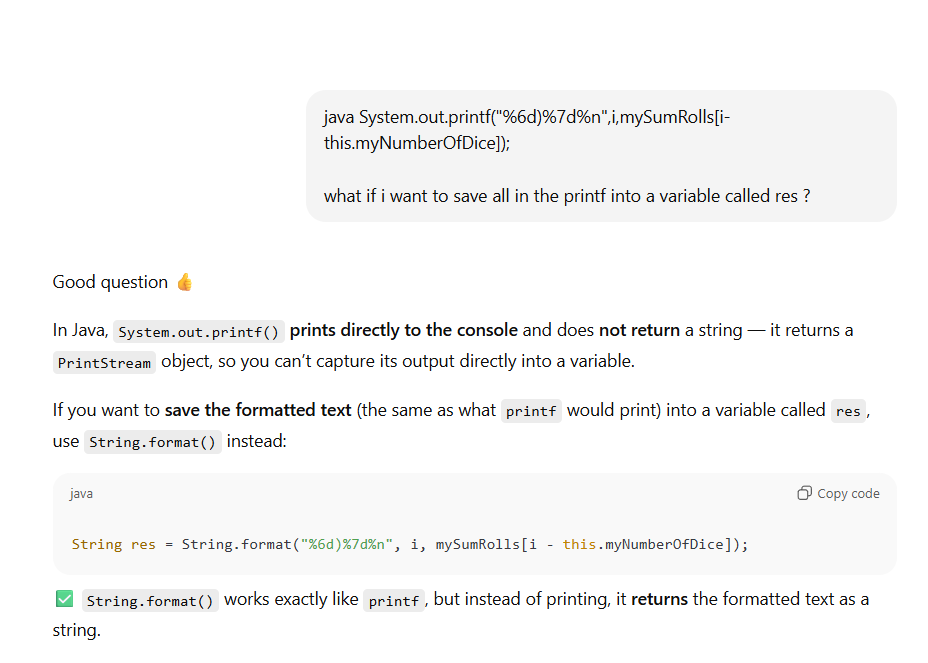 java System.out.printf("%6d)%7d%n",i,mySumRolls[i-
this.myNumberOfDice]);
what if i want to save all in the printf into a variable called res ?
Good question 👍
In Java, System.out.printf() prints directly to the console and does not return a string — it returns a
PrintStream object, so you can’t capture its output directly into a variable.
If you want to save the formatted text (the same as what printf would print) into a variable called res,
use String.format() instead:
java
Copy code
String res = String.format("%6d)%7d%n", i, mySumRolls[i - this.myNumberOfDice]);
✅ String.format() works exactly like printf, but instead of printing, it returns the formatted text as a
string.